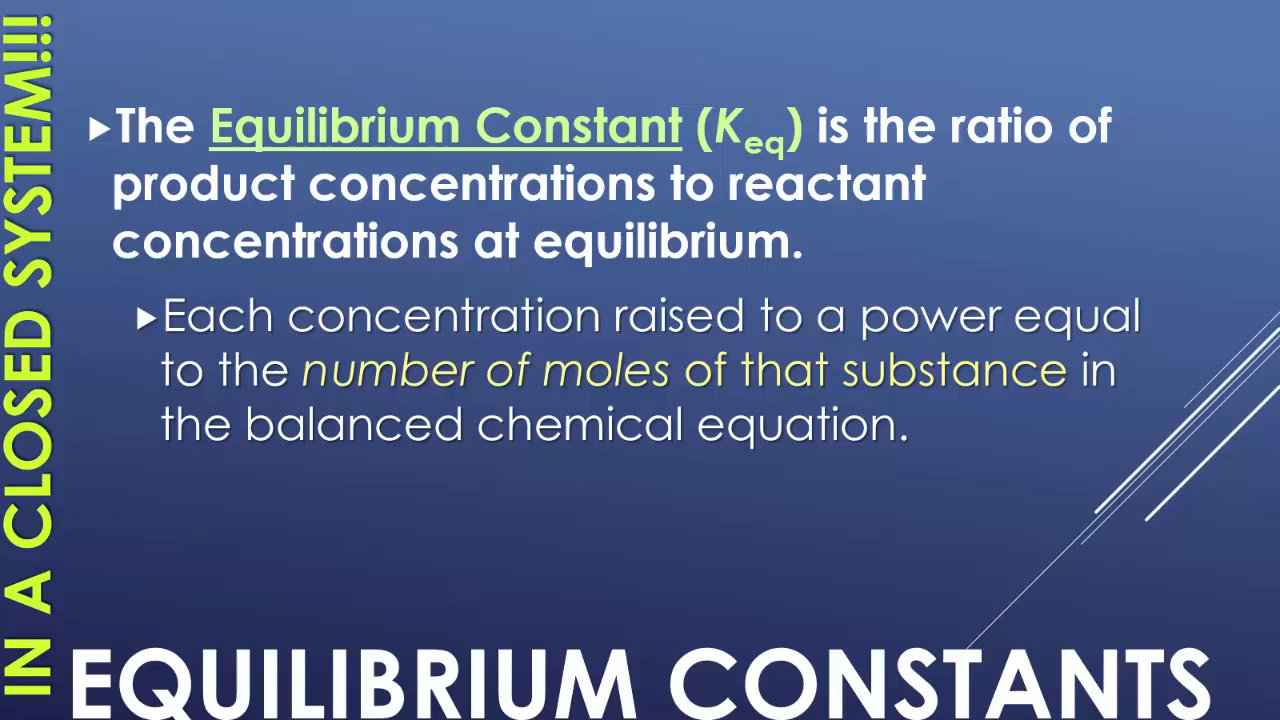 IN A CLOSED SYSTEM!!!
The Equilibrium Constant (Keq) is the ratio of
product concentrations to reactant
concentrations at equilibrium.
Each concentration raised to a power equal
to the number of moles of that substance in
the balanced chemical equation.
EQUILIBRIUM CONSTANTS